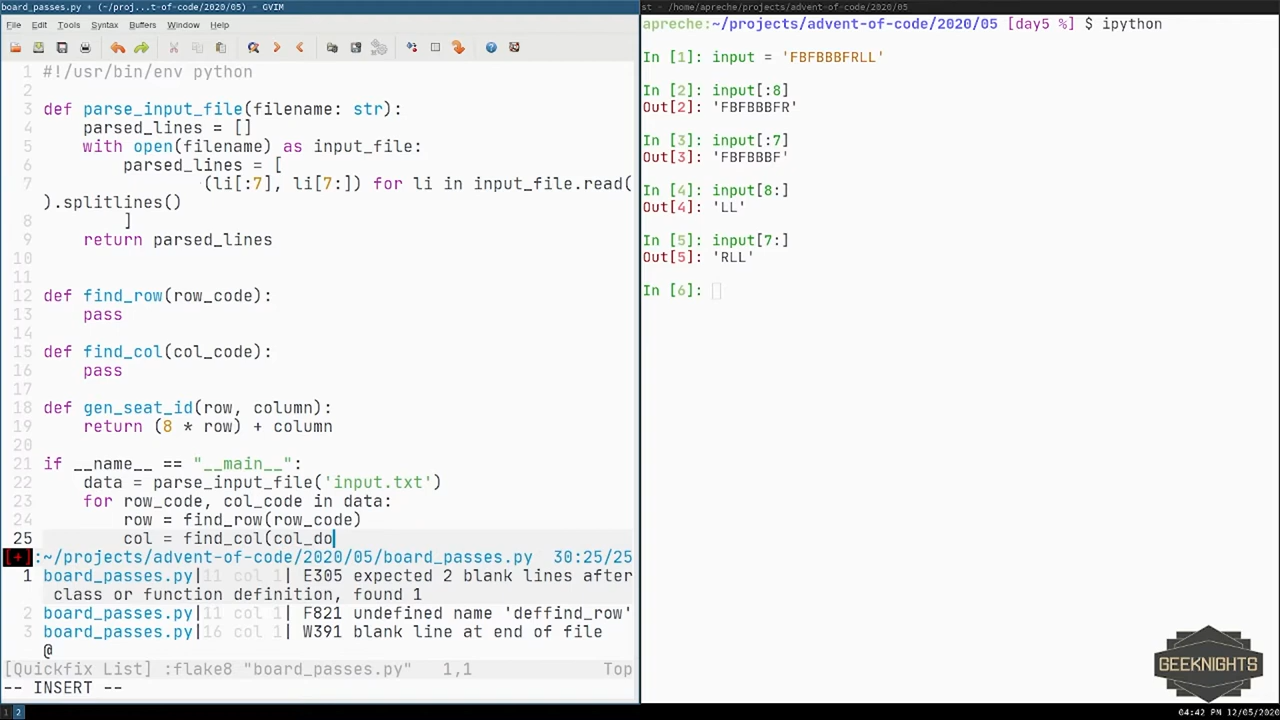 board_passes.py + (~/proj...t-of-code/2020/05) - GVIM
File Edit Tools Syntax Buffers Window Help
1 #!/usr/bin/env python
2
3 def parse_input_file(filename: str):
4     parsed_lines = []
5     with open(filename) as input_file:
6         parsed_lines = [
7                 (li[:7], li[7:]) for li in input_file.read(
).splitlines()
8         ]
9     return parsed_lines
10
11
12 def find_row(row_code):
13     pass
14
15 def find_col(col_code):
16     pass
17
18 def gen_seat_id(row, column):
19     return (8 * row) + column
20
21 if __name__ == "__main__":
22     data = parse_input_file('input.txt')
23     for row_code, col_code in data:
24         row = find_row(row_code)
25         col = find_col(col_do
[+]:~/projects/advent-of-code/2020/05/board_passes.py 30:25/25
1 board_passes.py|11 col 1| E305 expected 2 blank lines after
class or function definition, found 1
2 board_passes.py|11 col 1| F821 undefined name 'deffind_row'
3 board_passes.py|16 col 1| W391 blank line at end of file
@
[Quickfix List] :flake8 "board_passes.py" 1,1 Top
-- INSERT --
st - /home/apreche/projects/advent-of-code/2020/05
apreche:~/projects/advent-of-code/2020/05 [day5 %] $ ipython
In [1]: input = 'FBFBBBFRLL'
In [2]: input[:8]
Out[2]: 'FBFBBBFR'
In [3]: input[:7]
Out[3]: 'FBFBBBF'
In [4]: input[8:]
Out[4]: 'LL'
In [5]: input[7:]
Out[5]: 'RLL'
In [6]:
GEEKNIGHTS
1 2
04:42 PM 12/05/2020